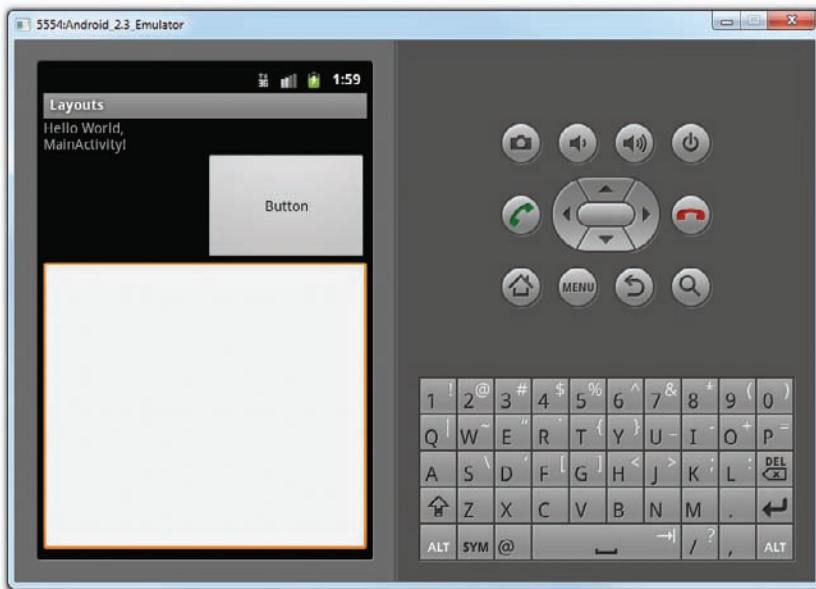 5554:Android_2.3_Emulator
3G 1:59
Layouts
Hello World,
MainActivity!
Button
MENU
1 ! 2 @ 3 # 4 $ 5 % 6 ^ 7 & 8 * 9 ( 0 )
Q | W ~ E " R ` T { Y } U _ I - O + P =
A S \ D ' F [ G ] H < J > K ; L : DEL
Z X C V B N M .
ALT SYM @ / ? , ALT